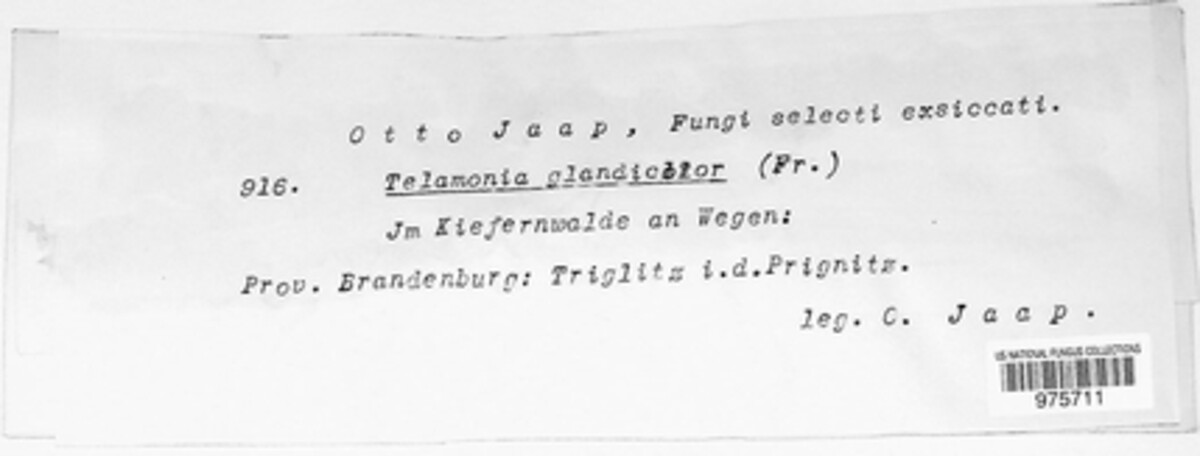 Otto Jaap, Fungi selecti exsiccati.
916. Telamonia glandicolor (Fr.)
Jm Kiefernwalde an Wegen:
Prov. Brandenburg: Triglitz i.d.Prignitz.
leg. O. Jaap.
US NATIONAL FUNGUS COLLECTIONS
975711